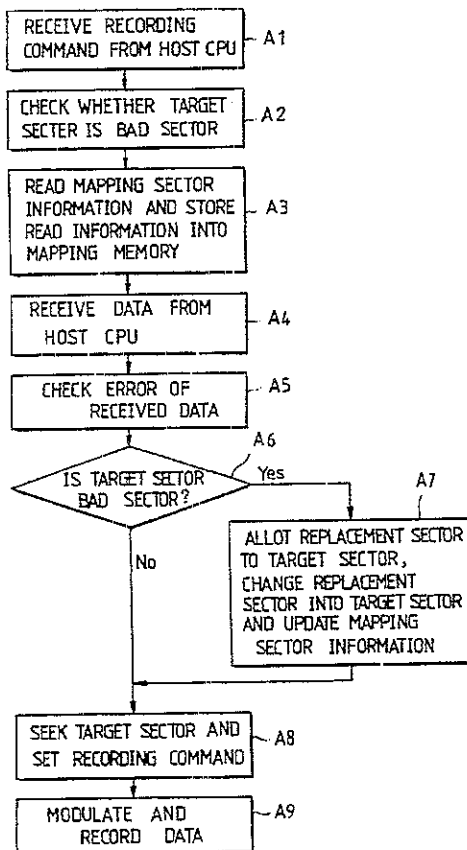 RECEIVE RECORDING
COMMAND FROM HOST CPU
A1
CHECK WHETHER TARGET
SECTER IS BAD SECTOR
A2
READ MAPPING SECTOR
INFORMATION AND STORE
READ INFORMATION INTO
MAPPING MEMORY
A3
RECEIVE DATA FROM
HOST CPU
A4
CHECK ERROR OF
RECEIVED DATA
A5
A6
IS TARGET SECTOR
BAD SECTOR?
Yes
No
A7
ALLOT REPLACEMENT SECTOR
TO TARGET SECTOR,
CHANGE REPLACEMENT
SECTOR INTO TARGET SECTOR
AND UPDATE MAPPING
SECTOR INFORMATION
SEEK TARGET SECTOR AND
SET RECORDING COMMAND
A8
MODULATE AND
RECORD DATA
A9